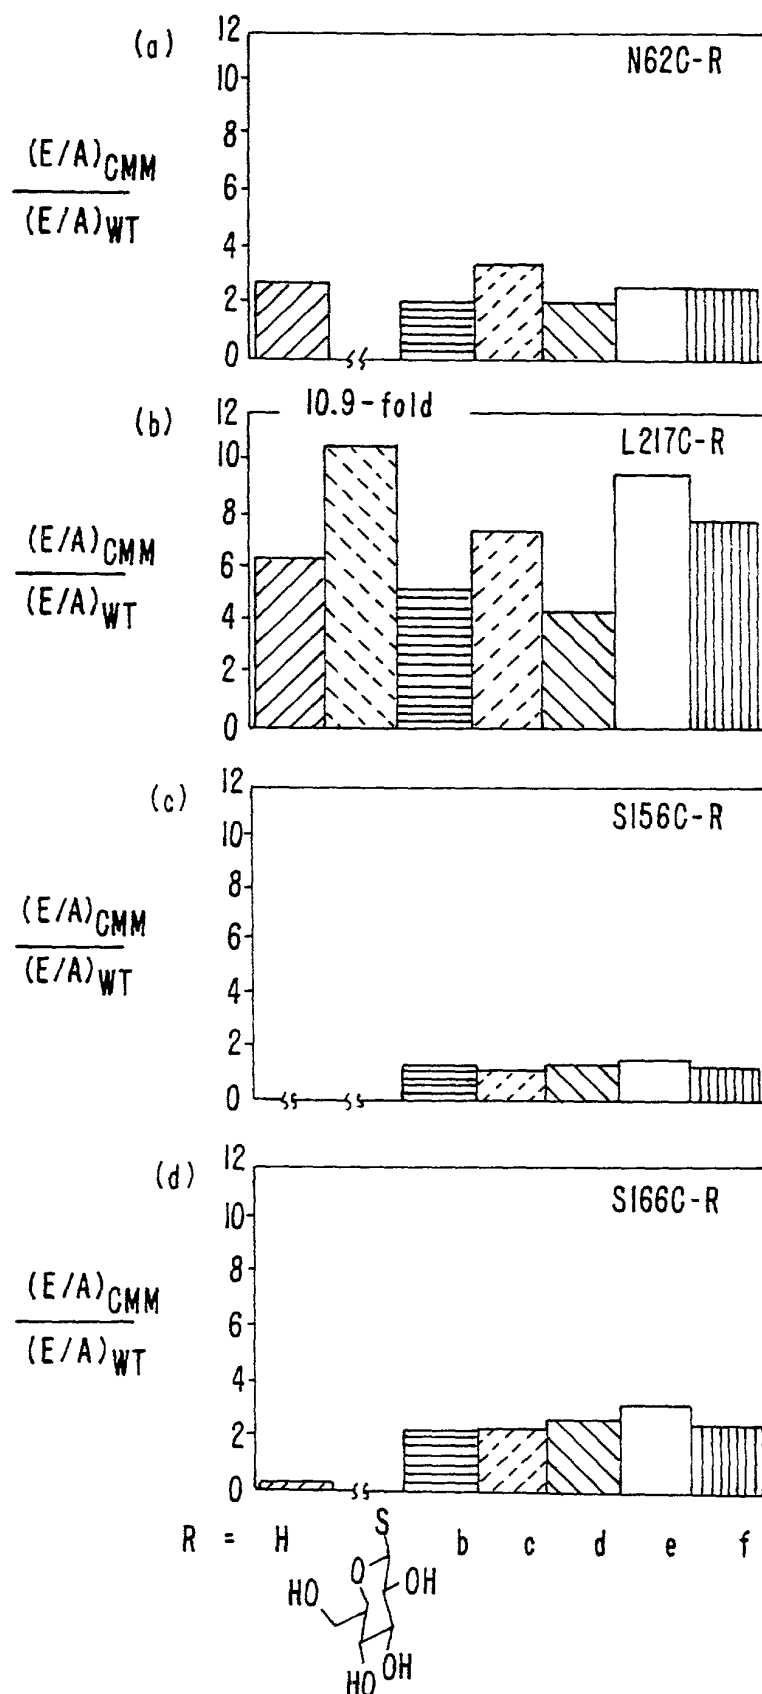 (a)
12
10
8
6
4
2
0
N62C-R
(E/A)CMM
(E/A)WT
(b)
12
10
8
6
4
2
0
10.9-fold
L217C-R
(E/A)CMM
(E/A)WT
(c)
12
10
8
6
4
2
0
S156C-R
(E/A)CMM
(E/A)WT
(d)
12
10
8
6
4
2
0
S166C-R
(E/A)CMM
(E/A)WT
R = H b c d e f
S
O
OH
HO
HO OH